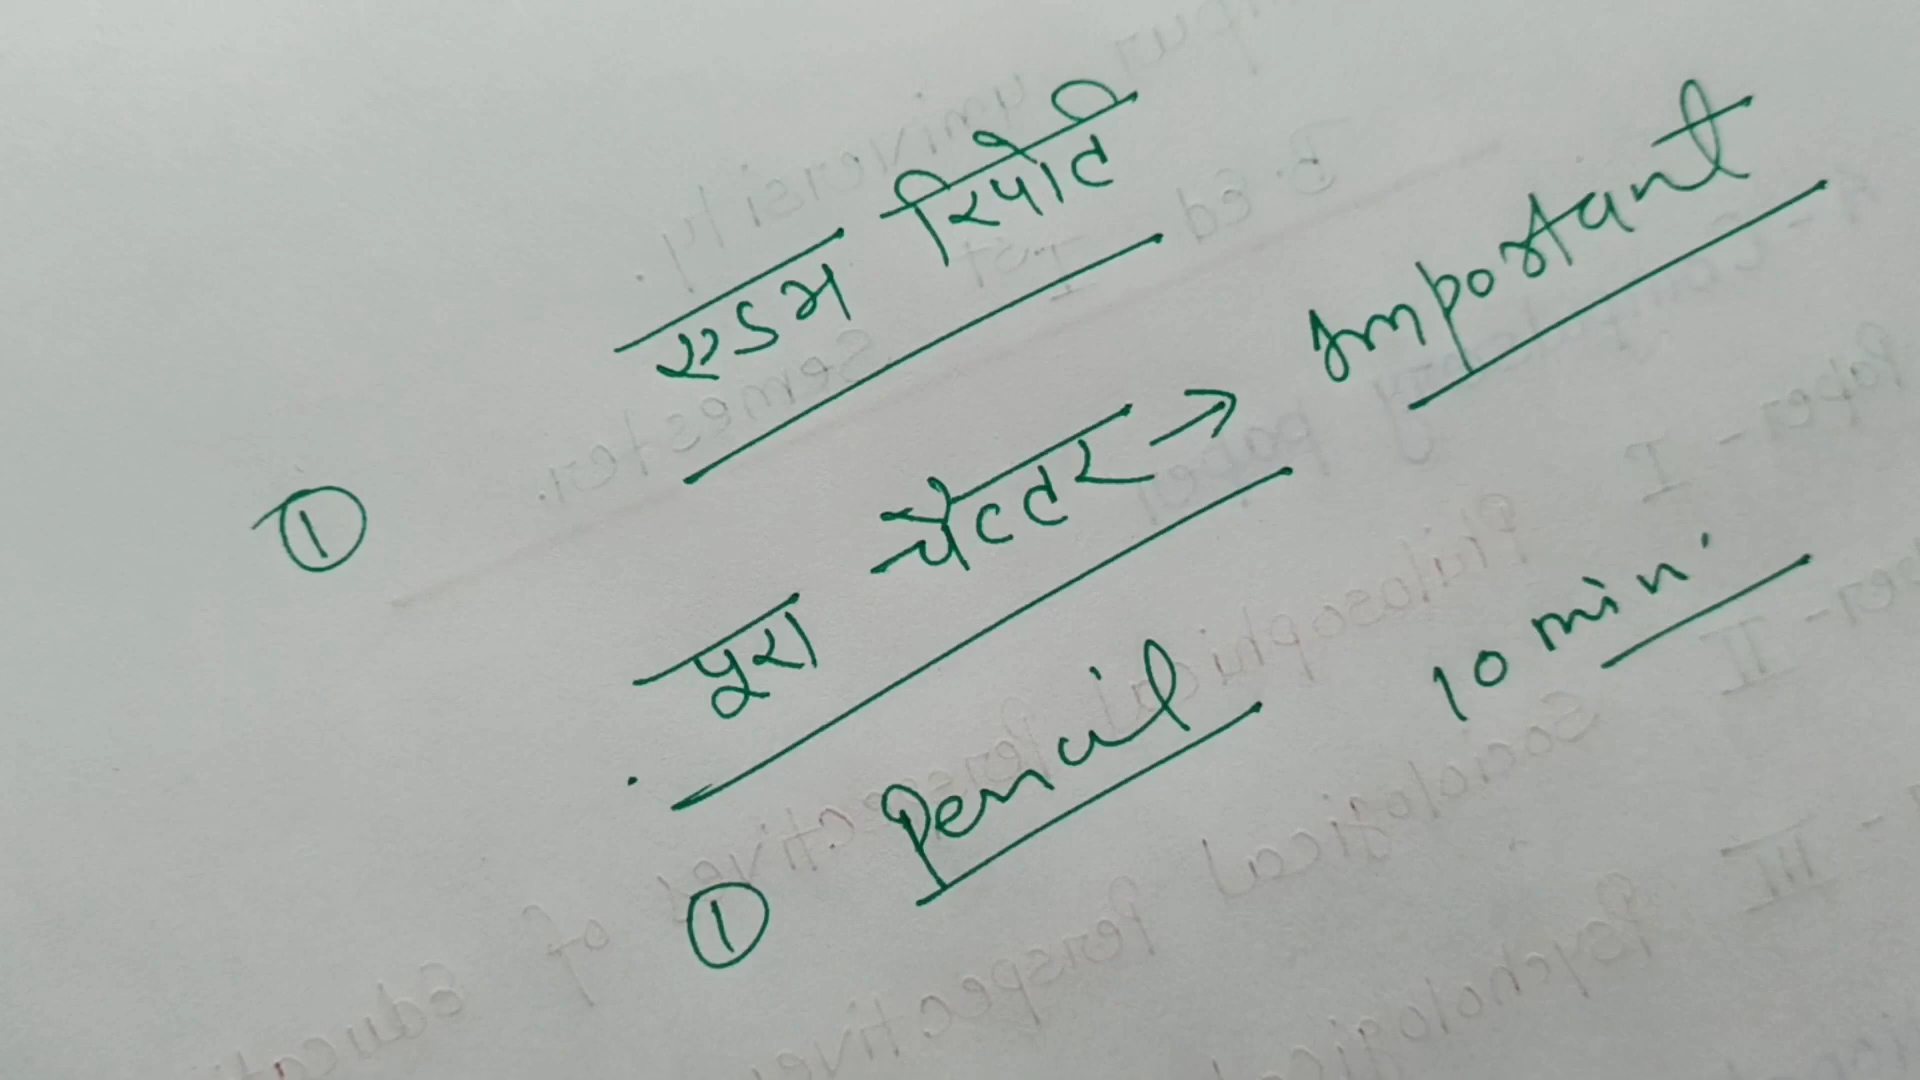 ① एडम रिपोर्ट
पूरा चैप्टर → Important
① Pencil 10 min.